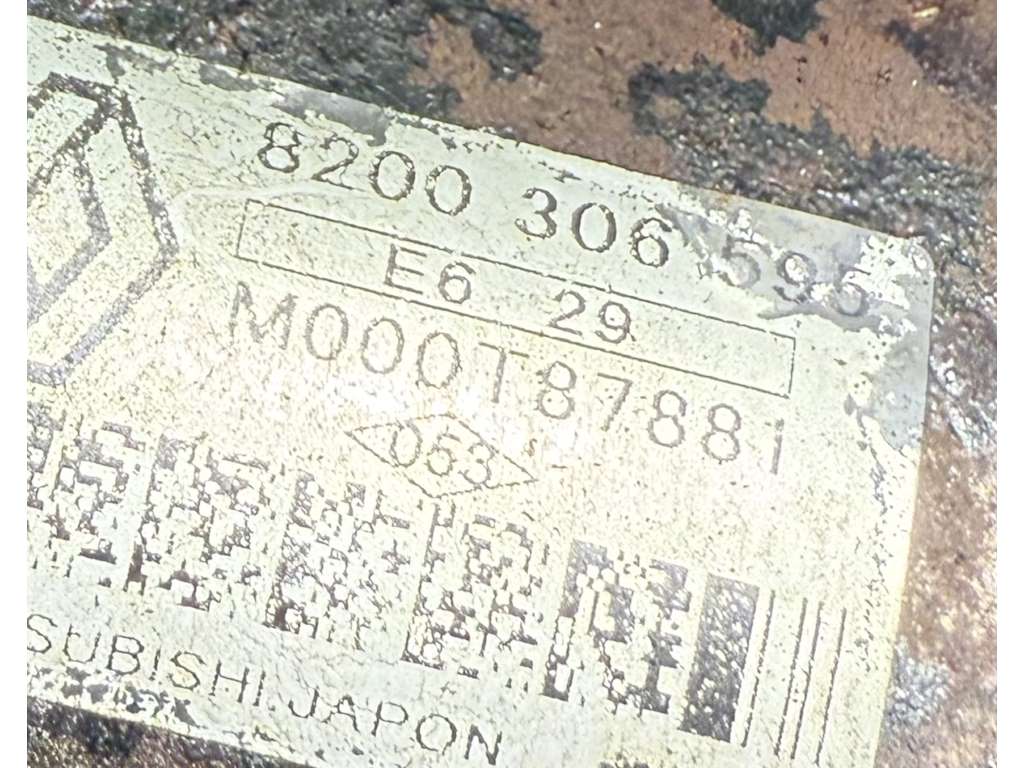 8200 306 595
E6 29
M000T87881
053
SUBISHI JAPON